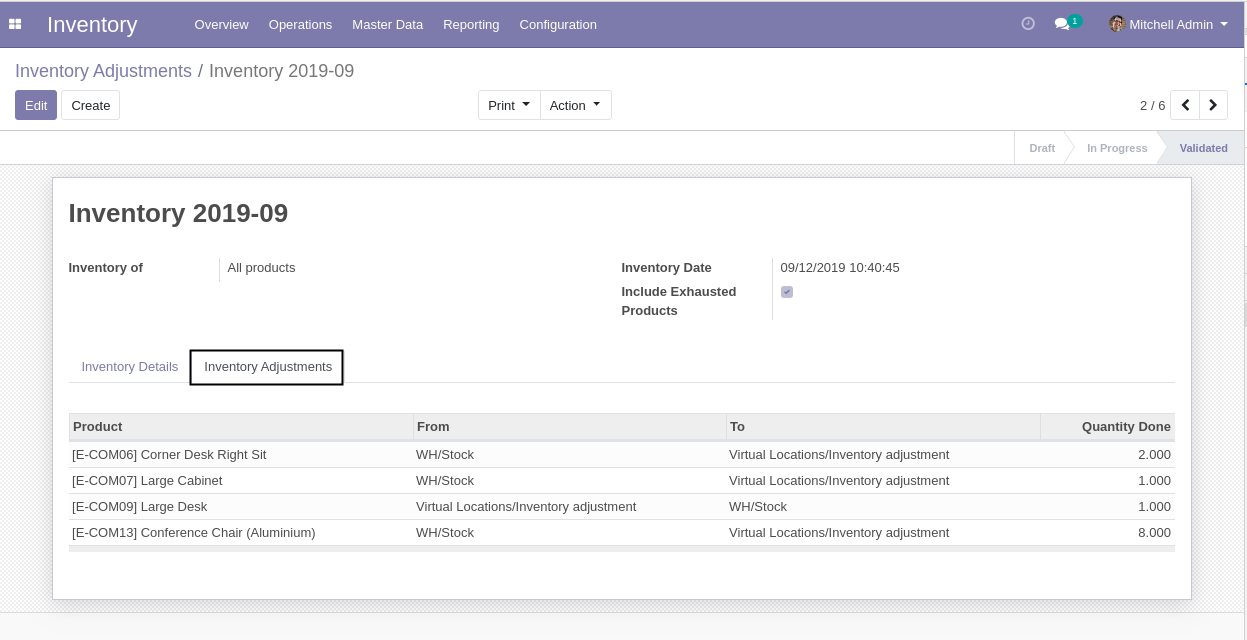 Inventory Overview Operations Master Data Reporting Configuration 1 Mitchell Admin
Inventory Adjustments / Inventory 2019-09
Edit Create Print Action 2 / 6
Draft In Progress Validated
Inventory 2019-09
Inventory of All products Inventory Date 09/12/2019 10:40:45
Include Exhausted
Products
Inventory Details Inventory Adjustments
Product From To Quantity Done
[E-COM06] Corner Desk Right Sit WH/Stock Virtual Locations/Inventory adjustment 2.000
[E-COM07] Large Cabinet WH/Stock Virtual Locations/Inventory adjustment 1.000
[E-COM09] Large Desk Virtual Locations/Inventory adjustment WH/Stock 1.000
[E-COM13] Conference Chair (Aluminium) WH/Stock Virtual Locations/Inventory adjustment 8.000